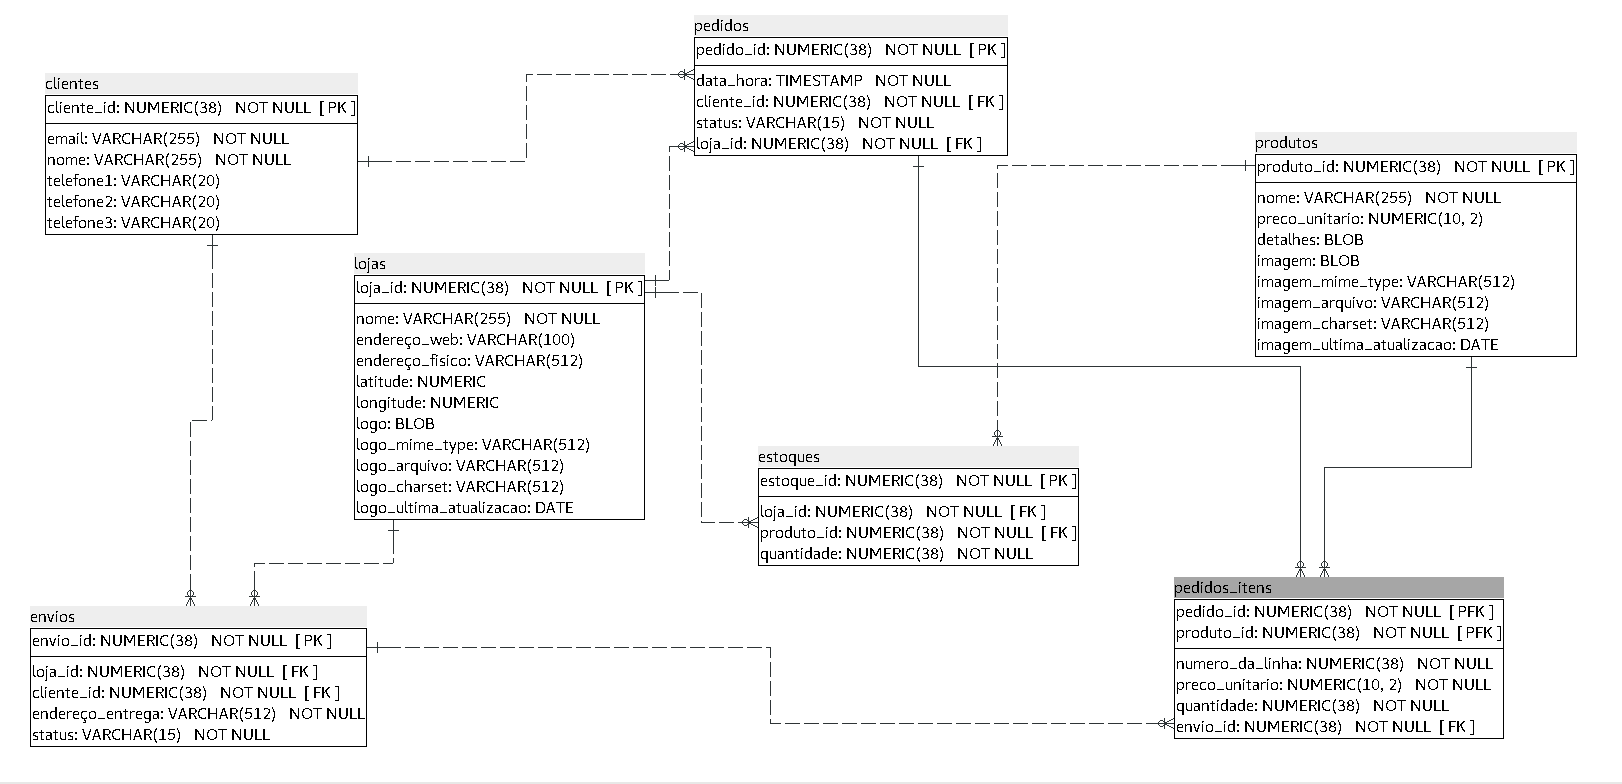 pedidos
pedido_id: NUMERIC(38) NOT NULL [ PK ]
data_hora: TIMESTAMP NOT NULL
cliente_id: NUMERIC(38) NOT NULL [ FK ]
status: VARCHAR(15) NOT NULL
loja_id: NUMERIC(38) NOT NULL [ FK ]
clientes
cliente_id: NUMERIC(38) NOT NULL [ PK ]
email: VARCHAR(255) NOT NULL
nome: VARCHAR(255) NOT NULL
telefone1: VARCHAR(20)
telefone2: VARCHAR(20)
telefone3: VARCHAR(20)
produtos
produto_id: NUMERIC(38) NOT NULL [ PK ]
nome: VARCHAR(255) NOT NULL
preco_unitario: NUMERIC(10, 2)
detalhes: BLOB
imagem: BLOB
imagem_mime_type: VARCHAR(512)
imagem_arquivo: VARCHAR(512)
imagem_charset: VARCHAR(512)
imagem_ultima_atualizacao: DATE
lojas
loja_id: NUMERIC(38) NOT NULL [ PK ]
nome: VARCHAR(255) NOT NULL
endereço_web: VARCHAR(100)
endereço_fisico: VARCHAR(512)
latitude: NUMERIC
longitude: NUMERIC
logo: BLOB
logo_mime_type: VARCHAR(512)
logo_arquivo: VARCHAR(512)
logo_charset: VARCHAR(512)
logo_ultima_atualização: DATE
estoques
estoque_id: NUMERIC(38) NOT NULL [ PK ]
loja_id: NUMERIC(38) NOT NULL [ FK ]
produto_id: NUMERIC(38) NOT NULL [ FK ]
quantidade: NUMERIC(38) NOT NULL
envios
envio_id: NUMERIC(38) NOT NULL [ PK ]
loja_id: NUMERIC(38) NOT NULL [ FK ]
cliente_id: NUMERIC(38) NOT NULL [ FK ]
endereço_entrega: VARCHAR(512) NOT NULL
status: VARCHAR(15) NOT NULL
pedidos_itens
pedido_id: NUMERIC(38) NOT NULL [ PFK ]
produto_id: NUMERIC(38) NOT NULL [ PFK ]
numero_da_linha: NUMERIC(38) NOT NULL
preco_unitario: NUMERIC(10, 2) NOT NULL
quantidade: NUMERIC(38) NOT NULL
envio_id: NUMERIC(38) NOT NULL [ FK ]